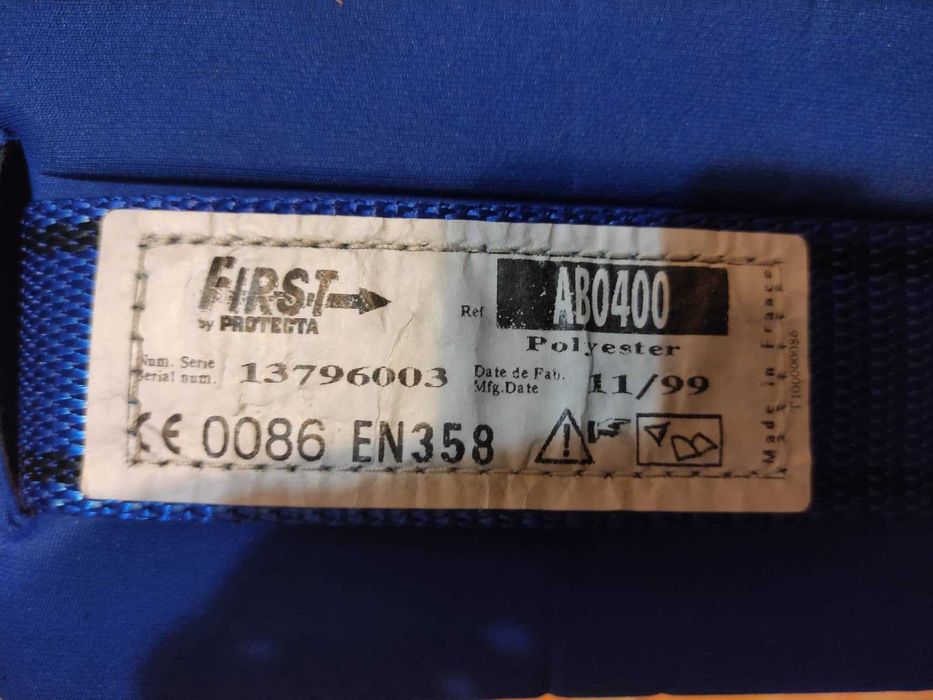 FIRST
by PROTECTA
Ref AB0400
Polyester
Num. Serie
Serial num. 13796003
Date de Fab.
Mfg.Date 11/99
CE 0086 EN358
Made in France
T100000086